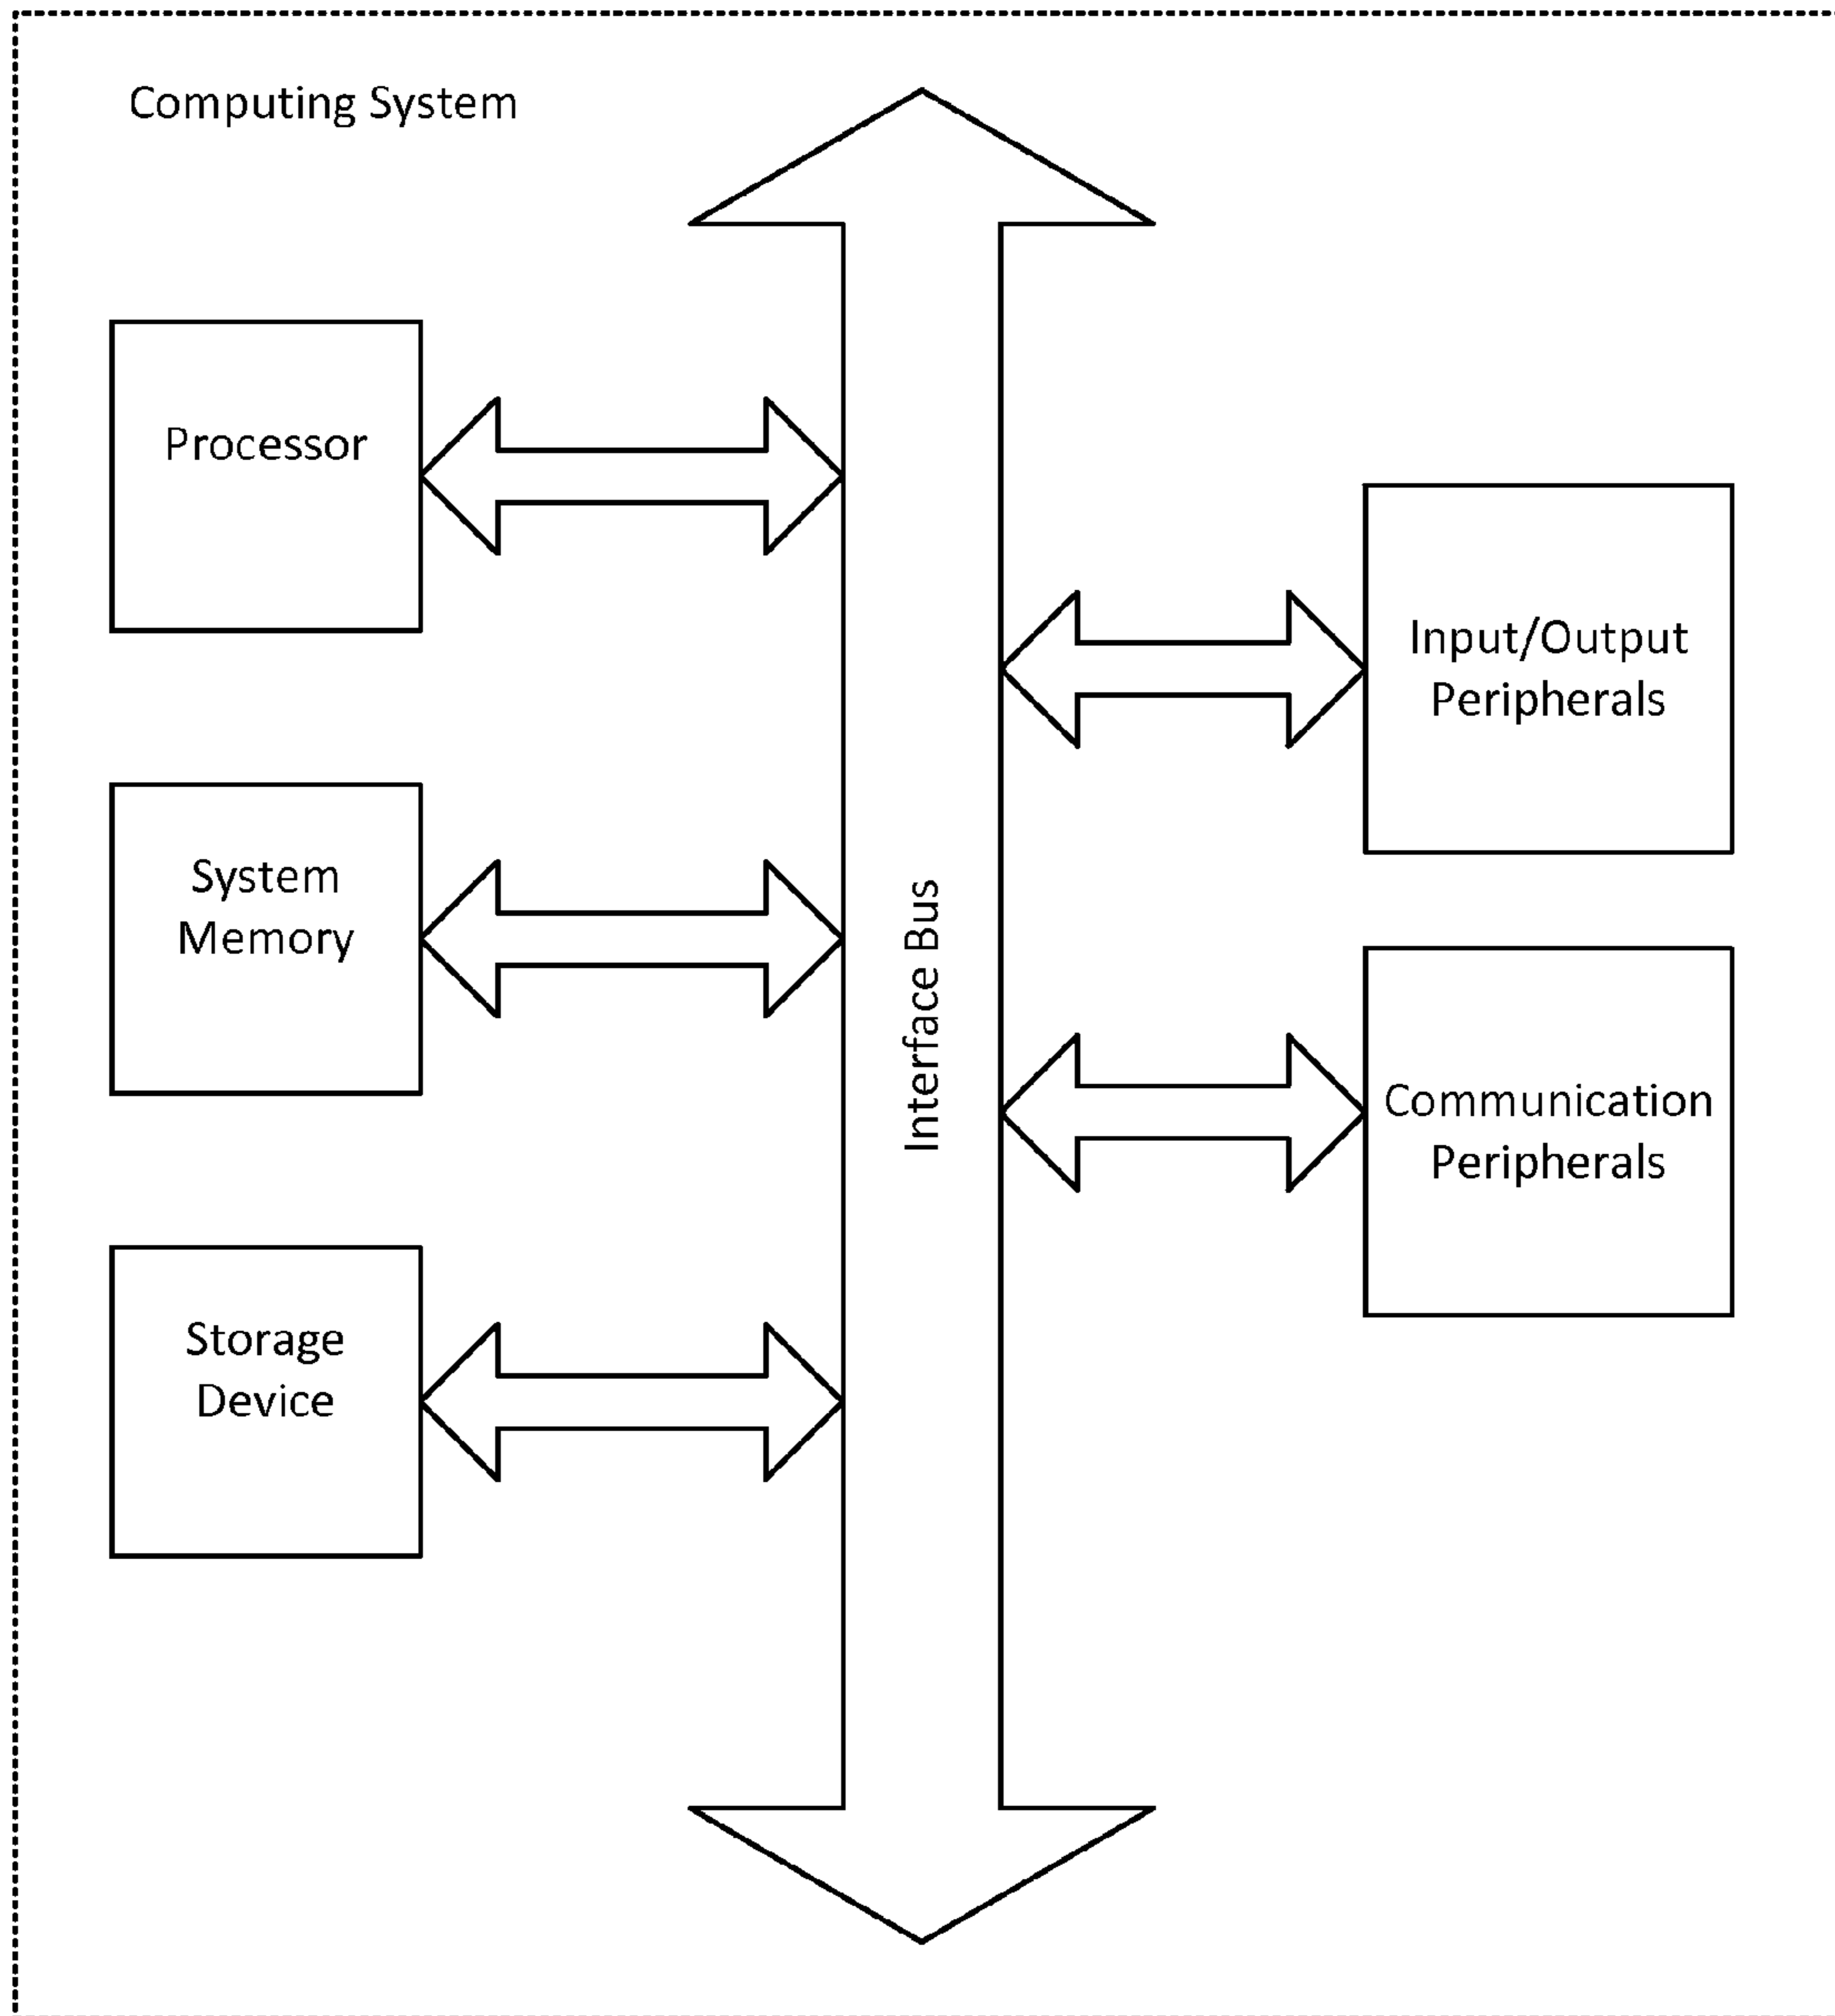 Computing System
Processor
Input/Output
Peripherals
System
Memory
Interface Bus
Communication
Peripherals
Storage
Device